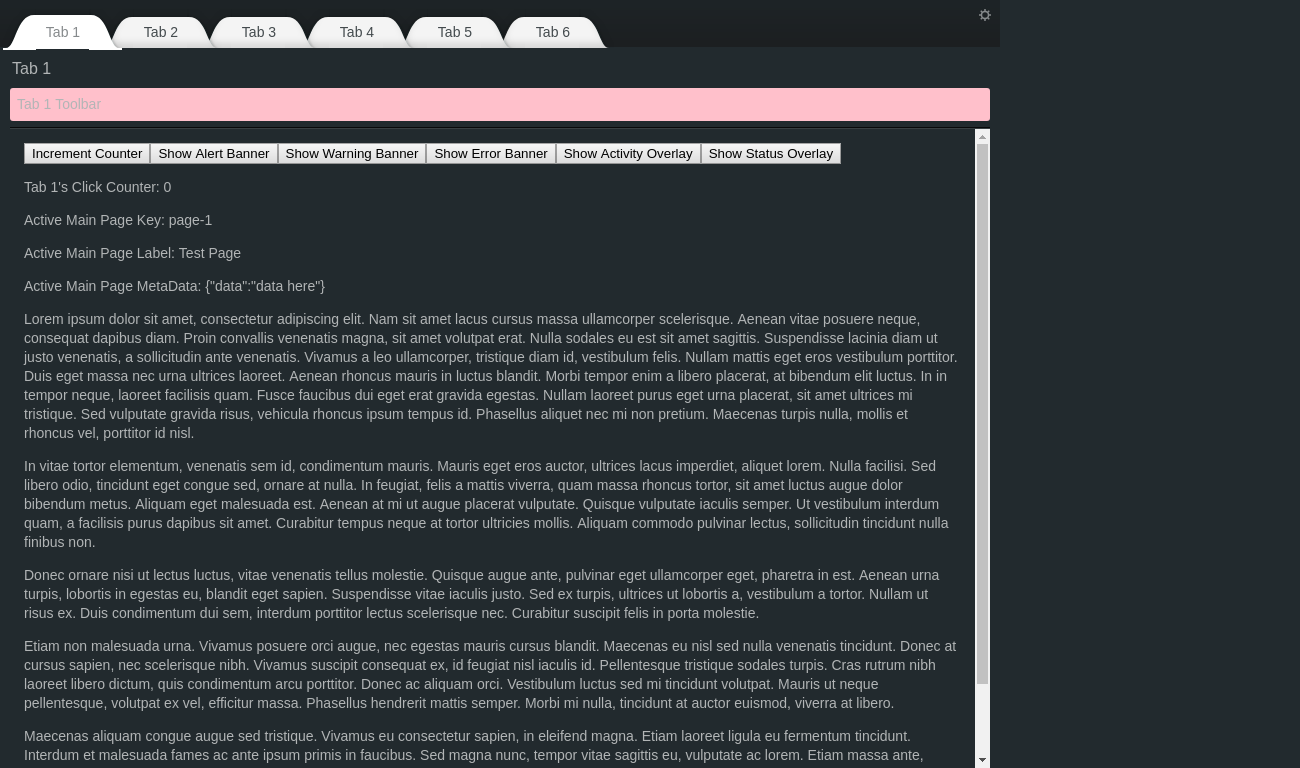 Tab 1 Tab 2 Tab 3 Tab 4 Tab 5 Tab 6
Tab 1
Tab 1 Toolbar
Increment Counter Show Alert Banner Show Warning Banner Show Error Banner Show Activity Overlay Show Status Overlay
Tab 1's Click Counter: 0
Active Main Page Key: page-1
Active Main Page Label: Test Page
Active Main Page MetaData: {"data":"data here"}
Lorem ipsum dolor sit amet, consectetur adipiscing elit. Nam sit amet lacus cursus massa ullamcorper scelerisque. Aenean vitae posuere neque,
consequat dapibus diam. Proin convallis venenatis magna, sit amet volutpat erat. Nulla sodales eu est sit amet sagittis. Suspendisse lacinia diam ut
justo venenatis, a sollicitudin ante venenatis. Vivamus a leo ullamcorper, tristique diam id, vestibulum felis. Nullam mattis eget eros vestibulum porttitor.
Duis eget massa nec urna ultrices laoreet. Aenean rhoncus mauris in luctus blandit. Morbi tempor enim a libero placerat, at bibendum elit luctus. In in
tempor neque, laoreet facilisis quam. Fusce faucibus dui eget erat gravida egestas. Nullam laoreet purus eget urna placerat, sit amet ultrices mi
tristique. Sed vulputate gravida risus, vehicula rhoncus ipsum tempus id. Phasellus aliquet nec mi non pretium. Maecenas turpis nulla, mollis et
rhoncus vel, porttitor id nisl.
In vitae tortor elementum, venenatis sem id, condimentum mauris. Mauris eget eros auctor, ultrices lacus imperdiet, aliquet lorem. Nulla facilisi. Sed
libero odio, tincidunt eget congue sed, ornare at nulla. In feugiat, felis a mattis viverra, quam massa rhoncus tortor, sit amet luctus augue dolor
bibendum metus. Aliquam eget malesuada est. Aenean at mi ut augue placerat vulputate. Quisque vulputate iaculis semper. Ut vestibulum interdum
quam, a facilisis purus dapibus sit amet. Curabitur tempus neque at tortor ultricies mollis. Aliquam commodo pulvinar lectus, sollicitudin tincidunt nulla
finibus non.
Donec ornare nisi ut lectus luctus, vitae venenatis tellus molestie. Quisque augue ante, pulvinar eget ullamcorper eget, pharetra in est. Aenean urna
turpis, lobortis in egestas eu, blandit eget sapien. Suspendisse vitae iaculis justo. Sed ex turpis, ultrices ut lobortis a, vestibulum a tortor. Nullam ut
risus ex. Duis condimentum dui sem, interdum porttitor lectus scelerisque nec. Curabitur suscipit felis in porta molestie.
Etiam non malesuada urna. Vivamus posuere orci augue, nec egestas mauris cursus blandit. Maecenas eu nisl sed nulla venenatis tincidunt. Donec at
cursus sapien, nec scelerisque nibh. Vivamus suscipit consequat ex, id feugiat nisl iaculis id. Pellentesque tristique sodales turpis. Cras rutrum nibh
laoreet libero dictum, quis condimentum arcu porttitor. Donec ac aliquam orci. Vestibulum luctus sed mi tincidunt volutpat. Mauris ut neque
pellentesque, volutpat ex vel, efficitur massa. Phasellus hendrerit mattis semper. Morbi mi nulla, tincidunt at auctor euismod, viverra at libero.
Maecenas aliquam congue augue sed tristique. Vivamus eu consectetur sapien, in eleifend magna. Etiam laoreet ligula eu fermentum tincidunt.
Interdum et malesuada fames ac ante ipsum primis in faucibus. Sed magna nunc, tempor vitae sagittis eu, vulputate ac lorem. Etiam massa ante,